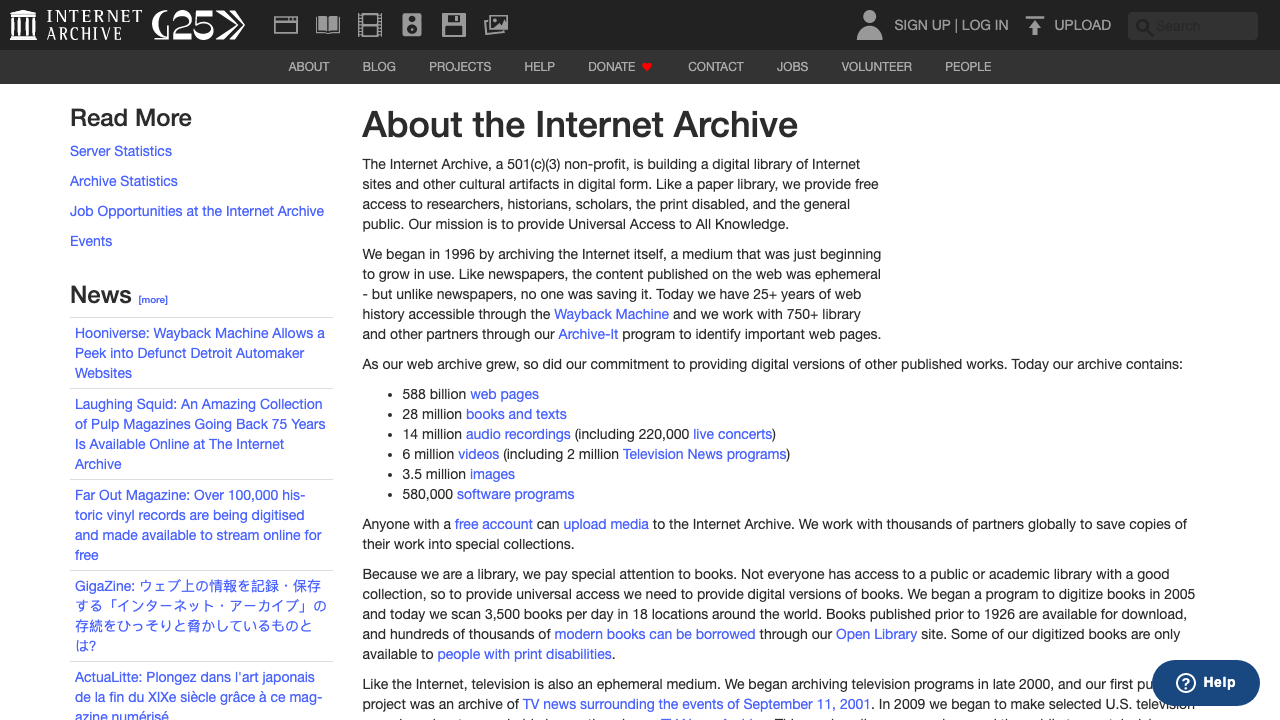 INTERNET
ARCHIVE
25
SIGN UP | LOG IN
UPLOAD
Search
ABOUT
BLOG
PROJECTS
HELP
DONATE
CONTACT
JOBS
VOLUNTEER
PEOPLE
Read More
Server Statistics
Archive Statistics
Job Opportunities at the Internet Archive
Events
News [more]
Hooniverse: Wayback Machine Allows a
Peek into Defunct Detroit Automaker
Websites
Laughing Squid: An Amazing Collection
of Pulp Magazines Going Back 75 Years
Is Available Online at The Internet
Archive
Far Out Magazine: Over 100,000 his-
toric vinyl records are being digitised
and made available to stream online for
free
GigaZine: ウェブ上の情報を記録・保存
する「インターネット・アーカイブ」の
存続をひっそりと脅かしているものと
は?
ActuaLitte: Plongez dans l'art japonais
de la fin du XIXe siècle grâce à ce mag-
azine numérisé
About the Internet Archive
The Internet Archive, a 501(c)(3) non-profit, is building a digital library of Internet
sites and other cultural artifacts in digital form. Like a paper library, we provide free
access to researchers, historians, scholars, the print disabled, and the general
public. Our mission is to provide Universal Access to All Knowledge.
We began in 1996 by archiving the Internet itself, a medium that was just beginning
to grow in use. Like newspapers, the content published on the web was ephemeral
- but unlike newspapers, no one was saving it. Today we have 25+ years of web
history accessible through the Wayback Machine and we work with 750+ library
and other partners through our Archive-It program to identify important web pages.
As our web archive grew, so did our commitment to providing digital versions of other published works. Today our archive contains:
• 588 billion web pages
• 28 million books and texts
• 14 million audio recordings (including 220,000 live concerts)
• 6 million videos (including 2 million Television News programs)
• 3.5 million images
• 580,000 software programs
Anyone with a free account can upload media to the Internet Archive. We work with thousands of partners globally to save copies of
their work into special collections.
Because we are a library, we pay special attention to books. Not everyone has access to a public or academic library with a good
collection, so to provide universal access we need to provide digital versions of books. We began a program to digitize books in 2005
and today we scan 3,500 books per day in 18 locations around the world. Books published prior to 1926 are available for download,
and hundreds of thousands of modern books can be borrowed through our Open Library site. Some of our digitized books are only
available to people with print disabilities.
Like the Internet, television is also an ephemeral medium. We began archiving television programs in late 2000, and our first
project was an archive of TV news surrounding the events of September 11, 2001. In 2009 we began to make selected U.S. television
Help